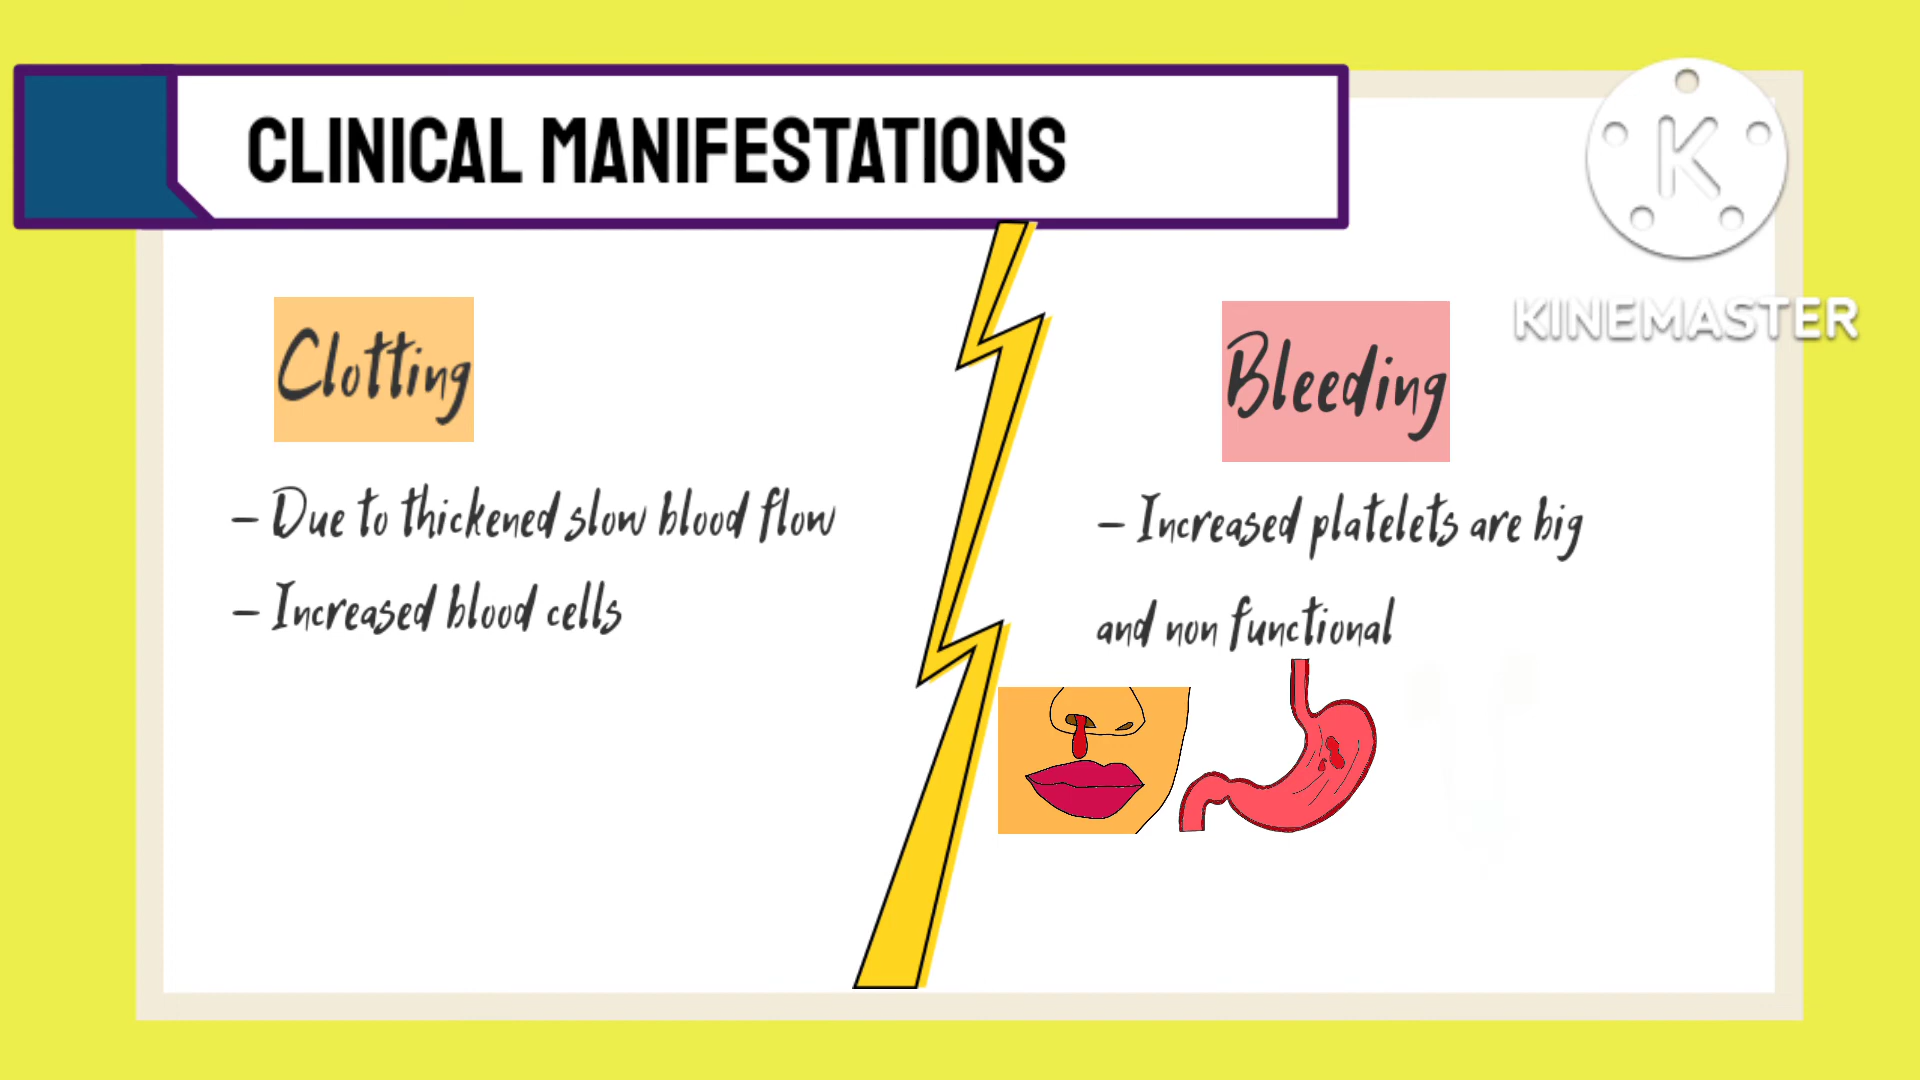 CLINICAL MANIFESTATIONS
K
KINEMASTER
Clotting
- Due to thickened slow blood flow
- Increased blood cells
Bleeding
- Increased platelets are big
and non functional